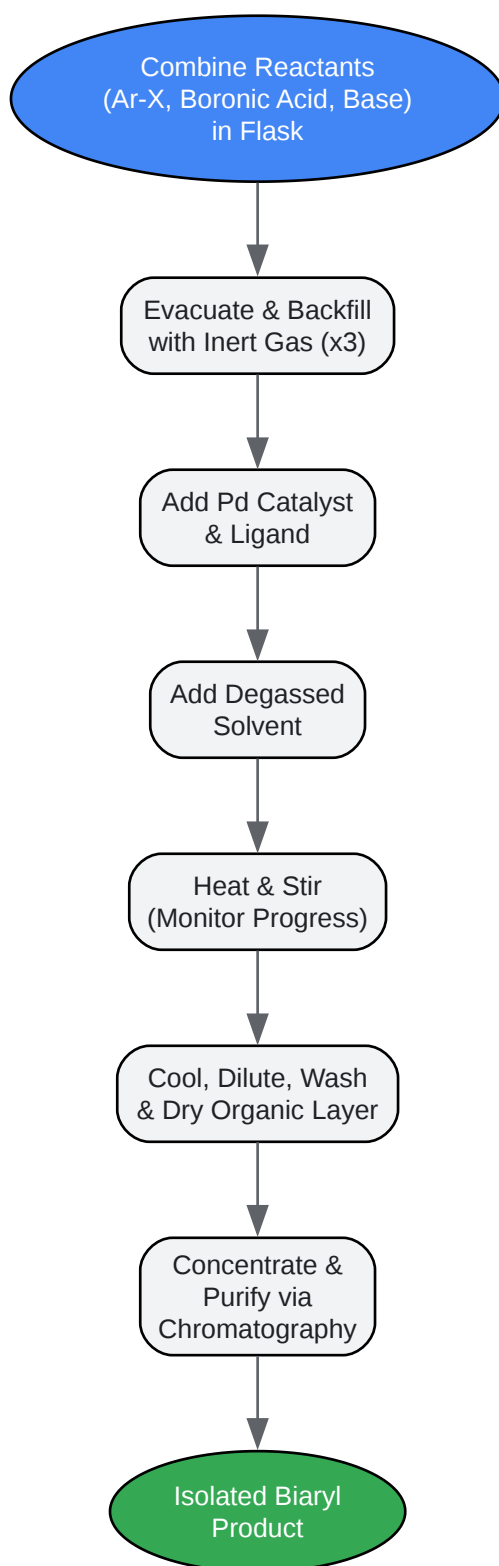 Combine Reactants
(Ar-X, Boronic Acid, Base)
in Flask
Evacuate & Backfill
with Inert Gas (x3)
Add Pd Catalyst
& Ligand
Add Degassed
Solvent
Heat & Stir
(Monitor Progress)
Cool, Dilute, Wash
& Dry Organic Layer
Concentrate &
Purify via
Chromatography
Isolated Biaryl
Product